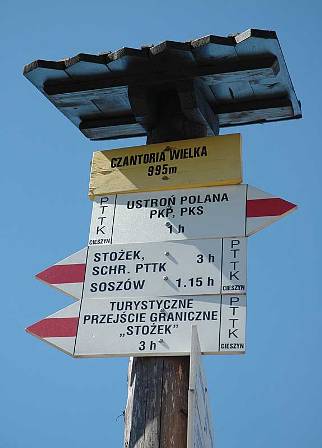 CZANTORIA WIELKA
995m
PTTK
CIESZYN
USTROŃ POLANA
PKP, PKS
1 h
STOŻEK, 3 h
SCHR. PTTK
SOSZÓW 1.15 h
PTTK
CIESZYN
TURYSTYCZNE
PRZEJŚCIE GRANICZNE
„STOŻEK"
3 h
PTTK
CIESZYN